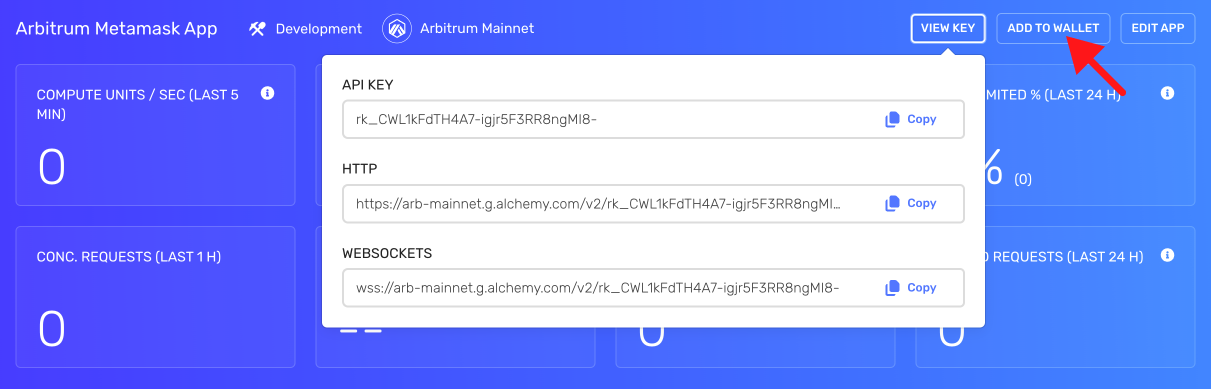 Arbitrum Metamask App
Development
Arbitrum Mainnet
VIEW KEY
ADD TO WALLET
EDIT APP
COMPUTE UNITS / SEC (LAST 5
MIN)
0
API KEY
rk_CWL1kFdTH4A7-igjr5F3RR8ngMI8-
Copy
HTTP
https://arb-mainnet.g.alchemy.com/v2/rk_CWL1kFdTH4A7-igjr5F3RR8ngMI...
Copy
WEBSOCKETS
wss://arb-mainnet.g.alchemy.com/v2/rk_CWL1kFdTH4A7-igjr5F3RR8ngMI8-
Copy
MITED % (LAST 24 H)
% (0)
CONC. REQUESTS (LAST 1 H)
0
--
0
REQUESTS (LAST 24 H)
0